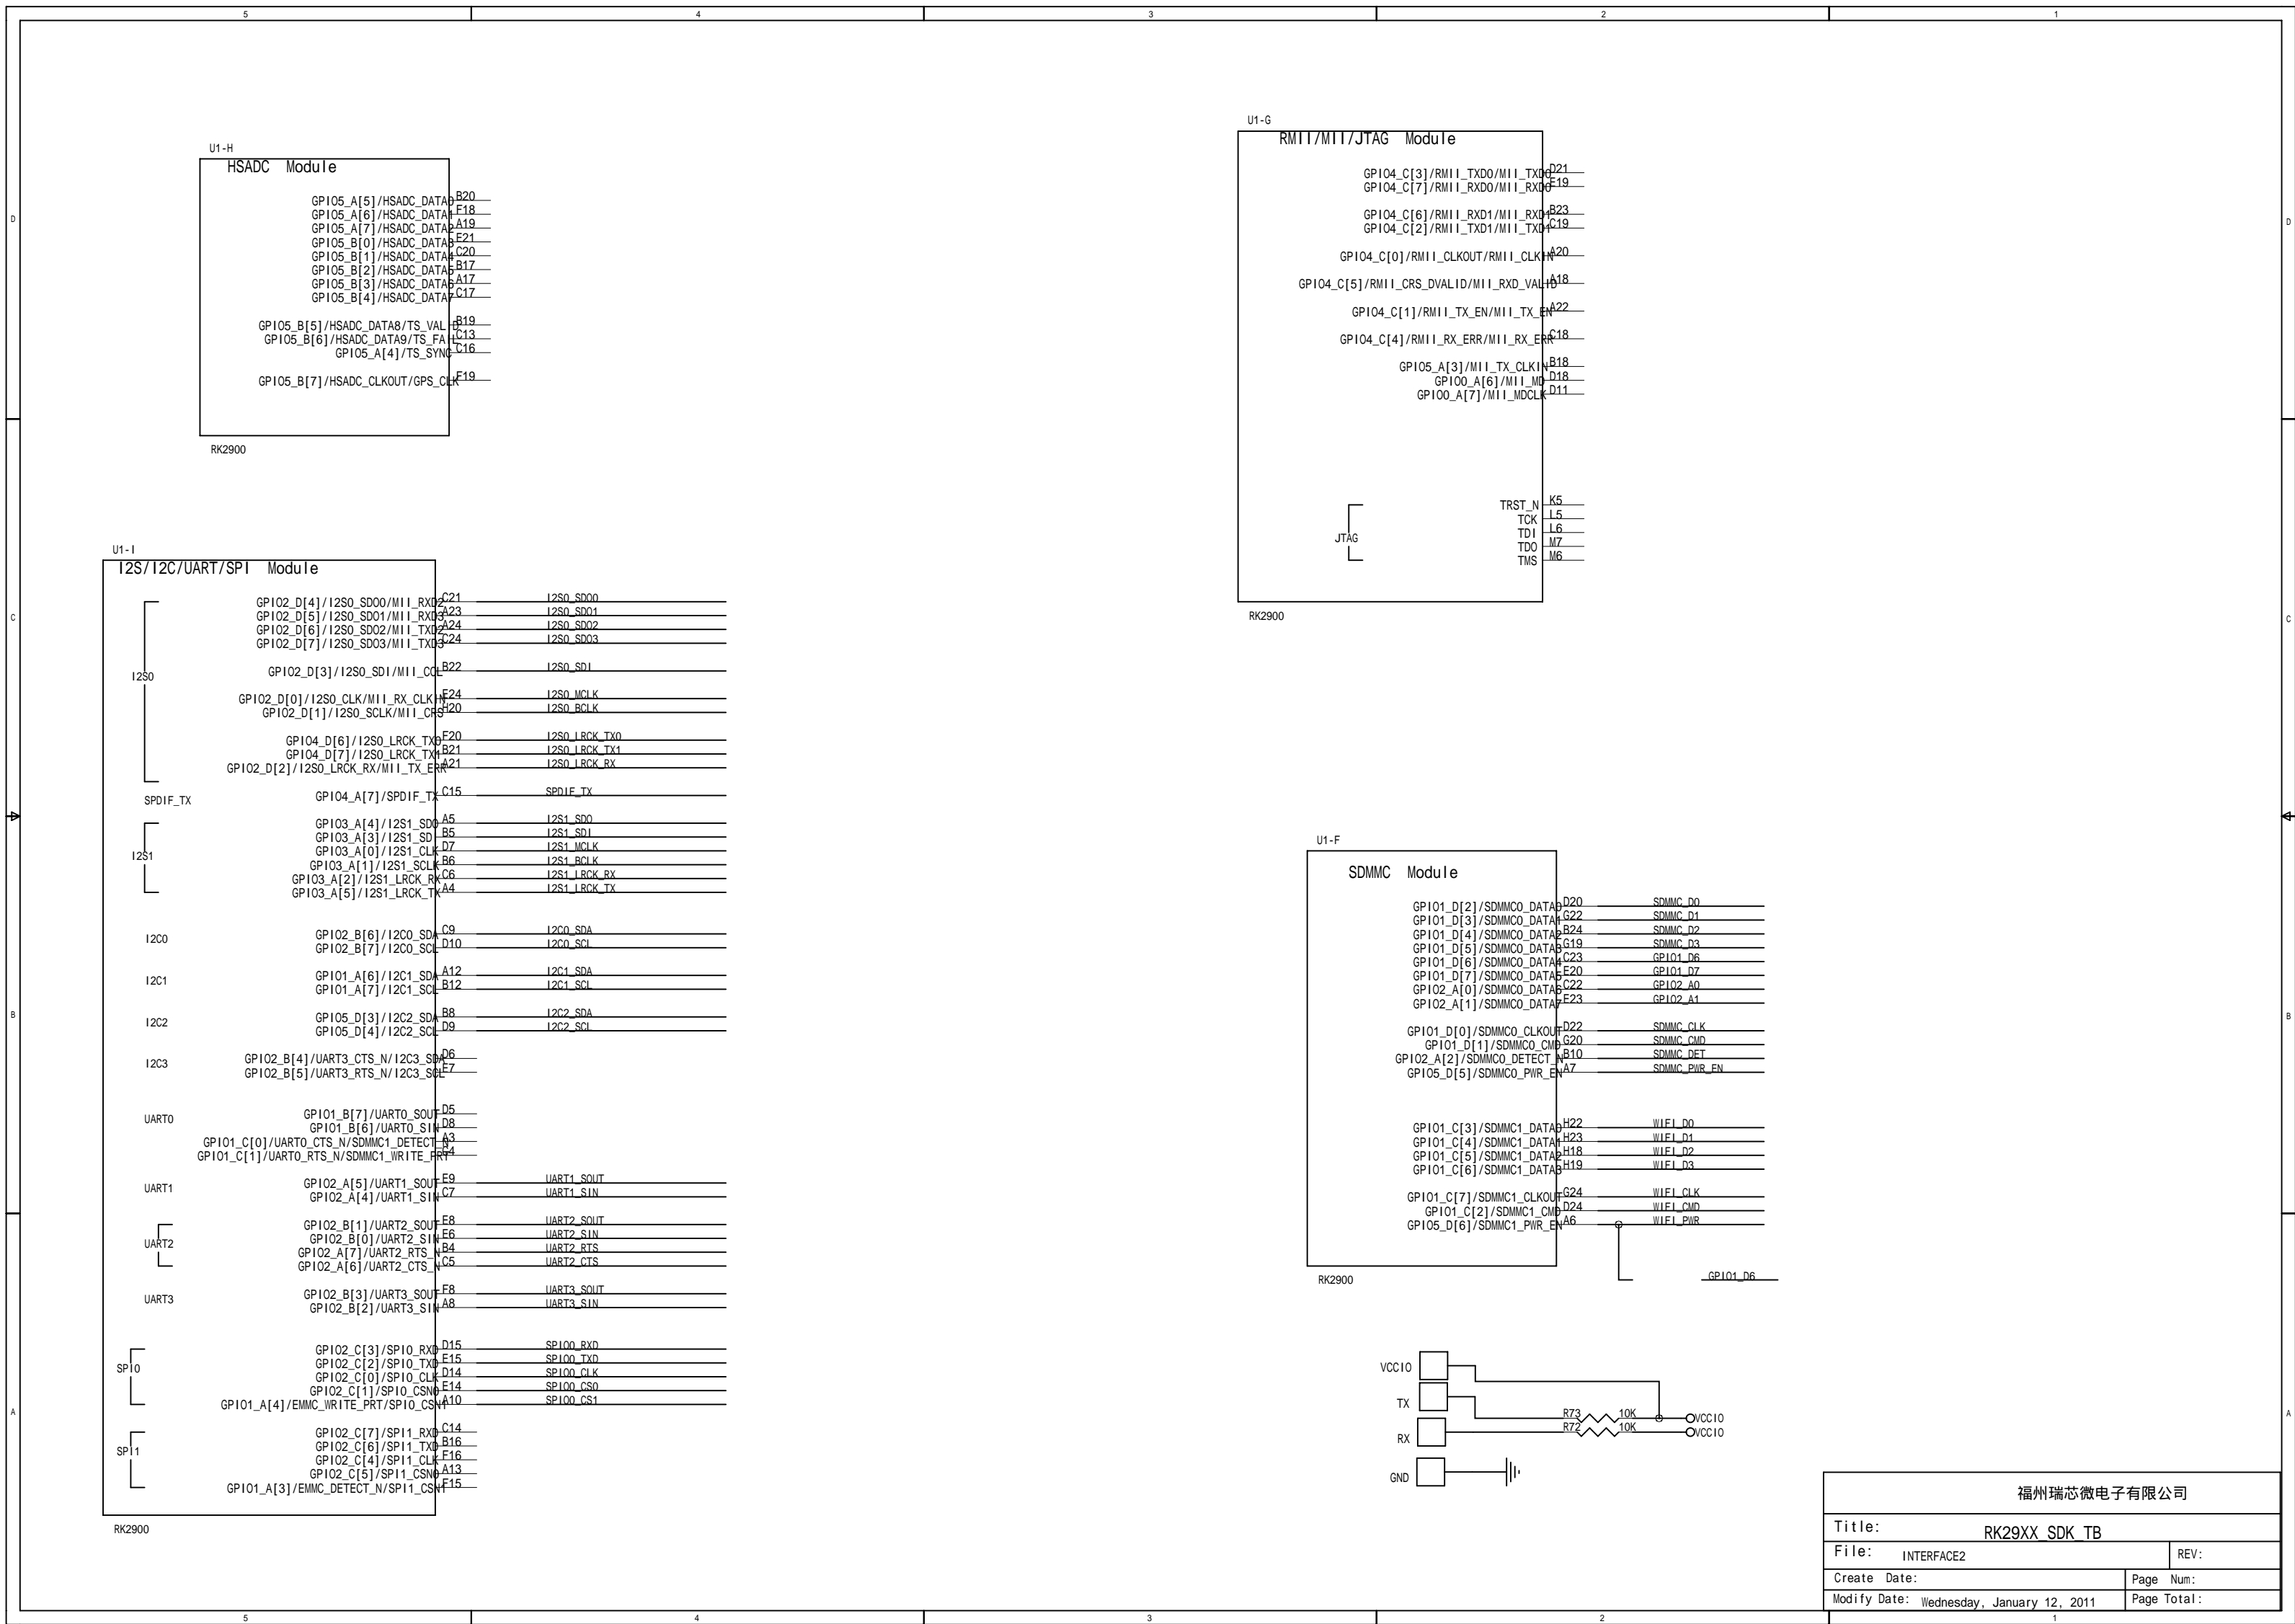 5 4 3 2 1
D
C
B
A
D
C
B
A
U1-H
HSADC Module
GPIO5_A[5]/HSADC_DATA0 B20
GPIO5_A[6]/HSADC_DATA1 F18
GPIO5_A[7]/HSADC_DATA2 A19
GPIO5_B[0]/HSADC_DATA3 E21
GPIO5_B[1]/HSADC_DATA4 C20
GPIO5_B[2]/HSADC_DATA5 B17
GPIO5_B[3]/HSADC_DATA6 A17
GPIO5_B[4]/HSADC_DATA7 C17
GPIO5_B[5]/HSADC_DATA8/TS_VALID B19
GPIO5_B[6]/HSADC_DATA9/TS_FAIL C13
GPIO5_A[4]/TS_SYNC C16
GPIO5_B[7]/HSADC_CLKOUT/GPS_CLK F19
RK2900
U1-G
RMII/MII/JTAG Module
GPIO4_C[3]/RMII_TXD0/MII_TXD0 D21
GPIO4_C[7]/RMII_RXD0/MII_RXD0 E19
GPIO4_C[6]/RMII_RXD1/MII_RXD1 B23
GPIO4_C[2]/RMII_TXD1/MII_TXD1 C19
GPIO4_C[0]/RMII_CLKOUT/RMII_CLKIN A20
GPIO4_C[5]/RMII_CRS_DVALID/MII_RXD_VALID A18
GPIO4_C[1]/RMII_TX_EN/MII_TX_EN A22
GPIO4_C[4]/RMII_RX_ERR/MII_RX_ERR C18
GPIO5_A[3]/MII_TX_CLKIN B18
GPIO0_A[6]/MII_MD D18
GPIO0_A[7]/MII_MDCLK D11
JTAG
TRST_N K5
TCK L5
TDI L6
TDO M7
TMS M6
RK2900
U1-I
I2S/I2C/UART/SPI Module
I2S0
GPIO2_D[4]/I2S0_SDO0/MII_RXD2 C21 I2S0_SDO0
GPIO2_D[5]/I2S0_SDO1/MII_RXD3 A23 I2S0_SDO1
GPIO2_D[6]/I2S0_SDO2/MII_TXD2 A24 I2S0_SDO2
GPIO2_D[7]/I2S0_SDO3/MII_TXD3 C24 I2S0_SDO3
GPIO2_D[3]/I2S0_SDI/MII_COL B22 I2S0_SDI
GPIO2_D[0]/I2S0_CLK/MII_RX_CLKIN E24 I2S0_MCLK
GPIO2_D[1]/I2S0_SCLK/MII_CRS H20 I2S0_BCLK
GPIO4_D[6]/I2S0_LRCK_TX0 F20 I2S0_LRCK_TX0
GPIO4_D[7]/I2S0_LRCK_TX1 B21 I2S0_LRCK_TX1
GPIO2_D[2]/I2S0_LRCK_RX/MII_TX_ERR A21 I2S0_LRCK_RX
SPDIF_TX
GPIO4_A[7]/SPDIF_TX C15 SPDIF_TX
I2S1
GPIO3_A[4]/I2S1_SDO A5 I2S1_SDO
GPIO3_A[3]/I2S1_SDI B5 I2S1_SDI
GPIO3_A[0]/I2S1_CLK D7 I2S1_MCLK
GPIO3_A[1]/I2S1_SCLK B6 I2S1_BCLK
GPIO3_A[2]/I2S1_LRCK_RX C6 I2S1_LRCK_RX
GPIO3_A[5]/I2S1_LRCK_TX A4 I2S1_LRCK_TX
I2C0
GPIO2_B[6]/I2C0_SDA C9 I2C0_SDA
GPIO2_B[7]/I2C0_SCL D10 I2C0_SCL
I2C1
GPIO1_A[6]/I2C1_SDA A12 I2C1_SDA
GPIO1_A[7]/I2C1_SCL B12 I2C1_SCL
I2C2
GPIO5_D[3]/I2C2_SDA B8 I2C2_SDA
GPIO5_D[4]/I2C2_SCL D9 I2C2_SCL
I2C3
GPIO2_B[4]/UART3_CTS_N/I2C3_SDA D6
GPIO2_B[5]/UART3_RTS_N/I2C3_SCL E7
UART0
GPIO1_B[7]/UART0_SOUT D5
GPIO1_B[6]/UART0_SIN D8
GPIO1_C[0]/UART0_CTS_N/SDMMC1_DETECT_N A3
GPIO1_C[1]/UART0_RTS_N/SDMMC1_WRITE_PRT C4
UART1
GPIO2_A[5]/UART1_SOUT E9 UART1_SOUT
GPIO2_A[4]/UART1_SIN C7 UART1_SIN
UART2
GPIO2_B[1]/UART2_SOUT E8 UART2_SOUT
GPIO2_B[0]/UART2_SIN E6 UART2_SIN
GPIO2_A[7]/UART2_RTS_N B4 UART2_RTS
GPIO2_A[6]/UART2_CTS_N C5 UART2_CTS
UART3
GPIO2_B[3]/UART3_SOUT F8 UART3_SOUT
GPIO2_B[2]/UART3_SIN A8 UART3_SIN
SPI0
GPIO2_C[3]/SPI0_RXD D15 SPI00_RXD
GPIO2_C[2]/SPI0_TXD E15 SPI00_TXD
GPIO2_C[0]/SPI0_CLK D14 SPI00_CLK
GPIO2_C[1]/SPI0_CSN0 E14 SPI00_CS0
GPIO1_A[4]/EMMC_WRITE_PRT/SPI0_CSN1 A10 SPI00_CS1
SPI1
GPIO2_C[7]/SPI1_RXD C14
GPIO2_C[6]/SPI1_TXD B16
GPIO2_C[4]/SPI1_CLK F16
GPIO2_C[5]/SPI1_CSN0 A13
GPIO1_A[3]/EMMC_DETECT_N/SPI1_CSN1 F15
RK2900
U1-F
SDMMC Module
GPIO1_D[2]/SDMMC0_DATA0 D20 SDMMC_D0
GPIO1_D[3]/SDMMC0_DATA1 G22 SDMMC_D1
GPIO1_D[4]/SDMMC0_DATA2 B24 SDMMC_D2
GPIO1_D[5]/SDMMC0_DATA3 G19 SDMMC_D3
GPIO1_D[6]/SDMMC0_DATA4 C23 GPIO1_D6
GPIO1_D[7]/SDMMC0_DATA5 E20 GPIO1_D7
GPIO2_A[0]/SDMMC0_DATA6 C22 GPIO2_A0
GPIO2_A[1]/SDMMC0_DATA7 E23 GPIO2_A1
GPIO1_D[0]/SDMMC0_CLKOUT D22 SDMMC_CLK
GPIO1_D[1]/SDMMC0_CMD G20 SDMMC_CMD
GPIO2_A[2]/SDMMC0_DETECT_N B10 SDMMC_DET
GPIO5_D[5]/SDMMC0_PWR_EN A7 SDMMC_PWR_EN
GPIO1_C[3]/SDMMC1_DATA0 H22 WIFI_D0
GPIO1_C[4]/SDMMC1_DATA1 H23 WIFI_D1
GPIO1_C[5]/SDMMC1_DATA2 H18 WIFI_D2
GPIO1_C[6]/SDMMC1_DATA3 H19 WIFI_D3
GPIO1_C[7]/SDMMC1_CLKOUT G24 WIFI_CLK
GPIO1_C[2]/SDMMC1_CMD D24 WIFI_CMD
GPIO5_D[6]/SDMMC1_PWR_EN A6 WIFI_PWR
GPIO1_D6
RK2900
VCCIO
TX
R73 10K VCCIO
RX
R72 10K VCCIO
GND
福州瑞芯微电子有限公司
Title: RK29XX_SDK_TB
File: INTERFACE2 REV:
Create Date: Page Num:
Modify Date: Wednesday, January 12, 2011 Page Total:
5 4 3 2 1